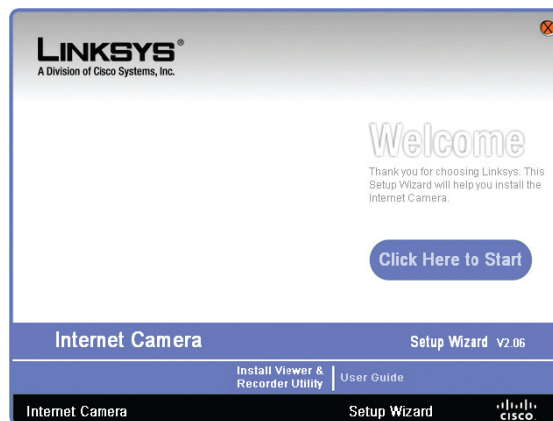 LINKSYS®
A Division of Cisco Systems, Inc.
Welcome
Thank you for choosing Linksys. This
Setup Wizard will help you install the
Internet Camera.
Click Here to Start
Internet Camera
Setup Wizard V2.06
Install Viewer &
Recorder Utility
User Guide
Internet Camera
Setup Wizard
CISCO.